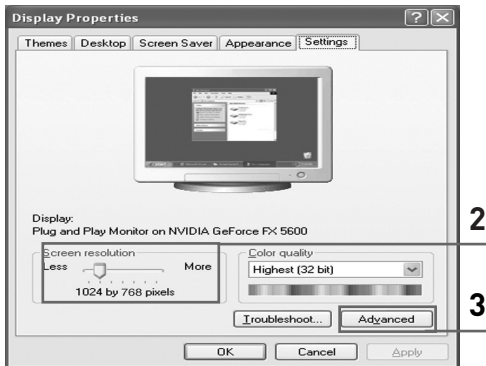 Display Properties
Themes Desktop Screen Saver Appearance Settings
Display:
Plug and Play Monitor on NVIDIA GeForce FX 5600
Screen resolution
Less More
1024 by 768 pixels
Color quality
Highest (32 bit)
2
Troubleshoot... Advanced
3
OK Cancel Apply